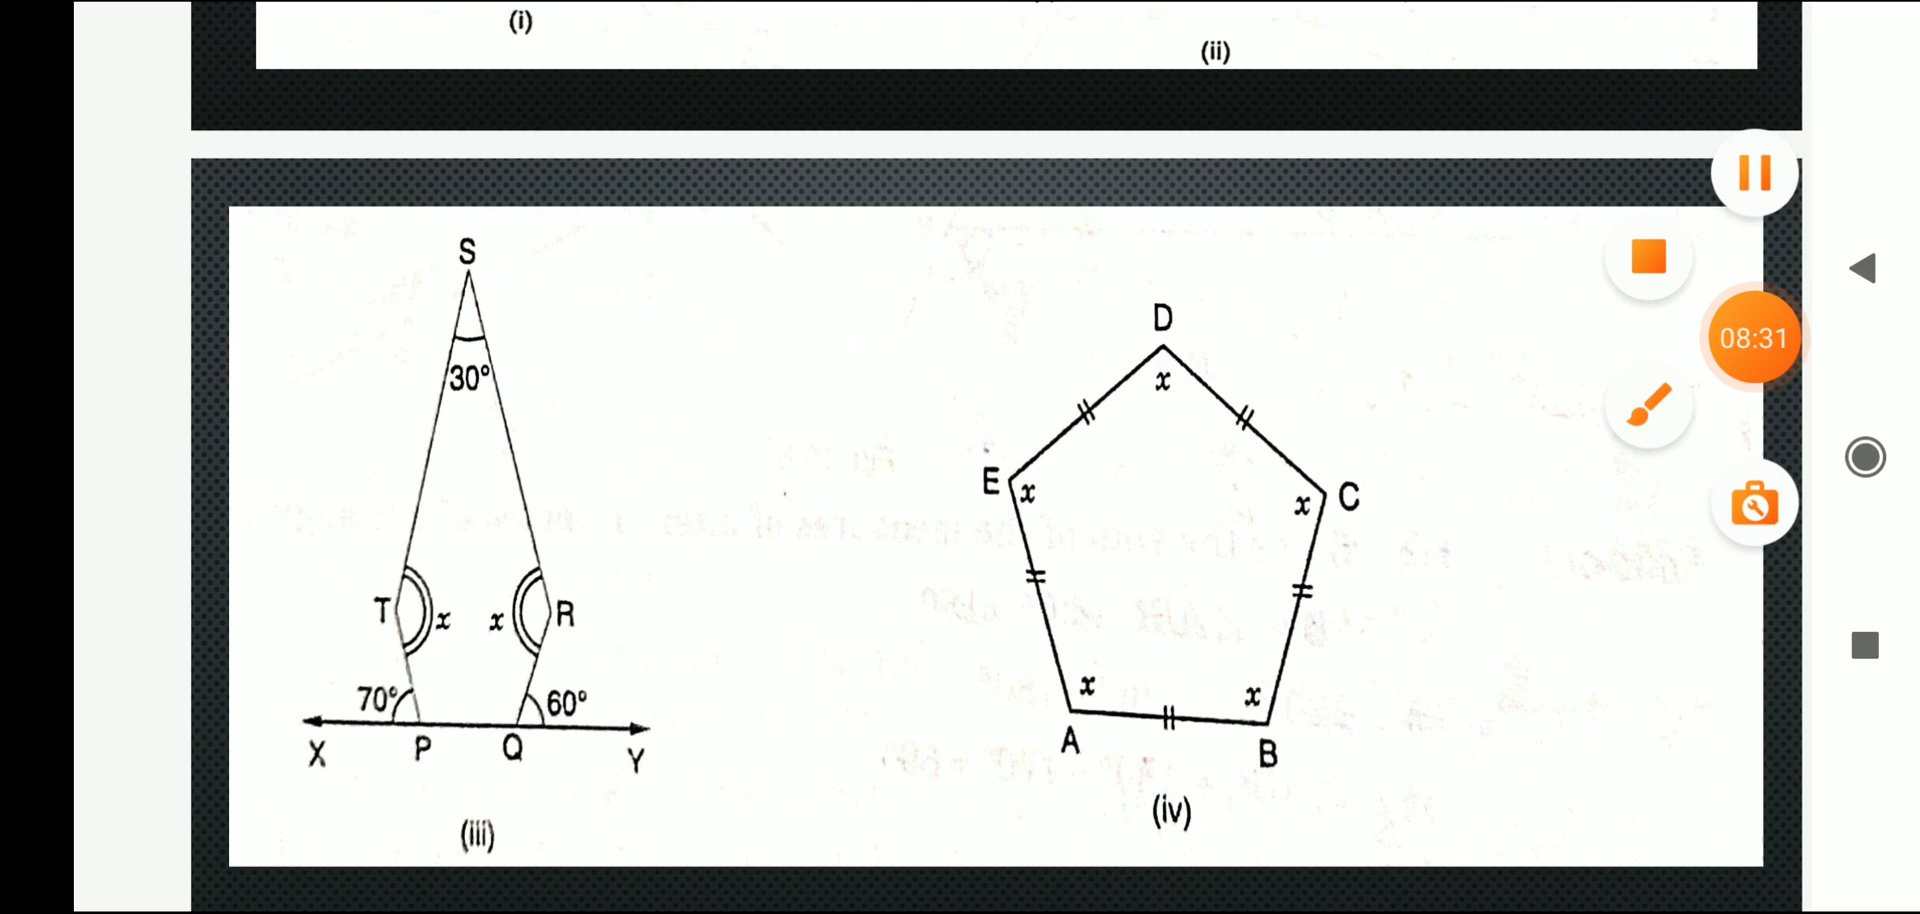 (i)
(ii)
S
30°
T x x R
70° 60°
X P Q Y
(iii)
D
x
E x x C
x x
A B
(iv)
08:31